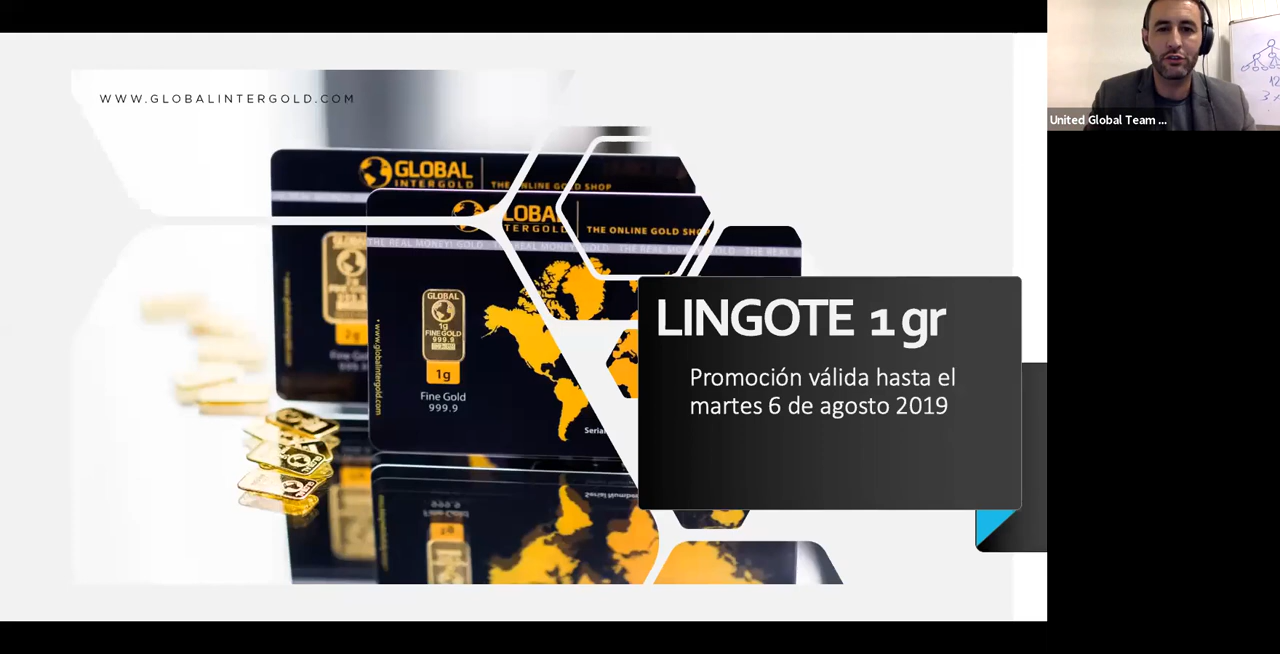 WWW.GLOBALINTERGOLD.COM
GLOBAL
INTERGOLD
THE ONLINE GOLD SHOP
GLOBAL
INTERGOLD
THE ONLINE GOLD SHOP
THE REAL MONEY! GOLD
THE REAL MONEY! GOLD
GLOBAL
1g
FINE GOLD
999.9
1g
Fine Gold
999.9
www.globalintergold.com
LINGOTE 1 gr
Promoción válida hasta el
martes 6 de agosto 2019
United Global Team ...